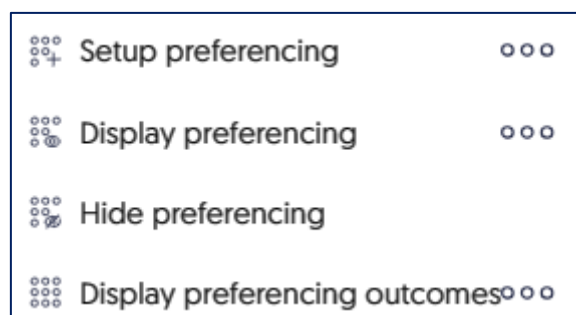 Setup preferencing
Display preferencing
Hide preferencing
Display preferencing outcomes